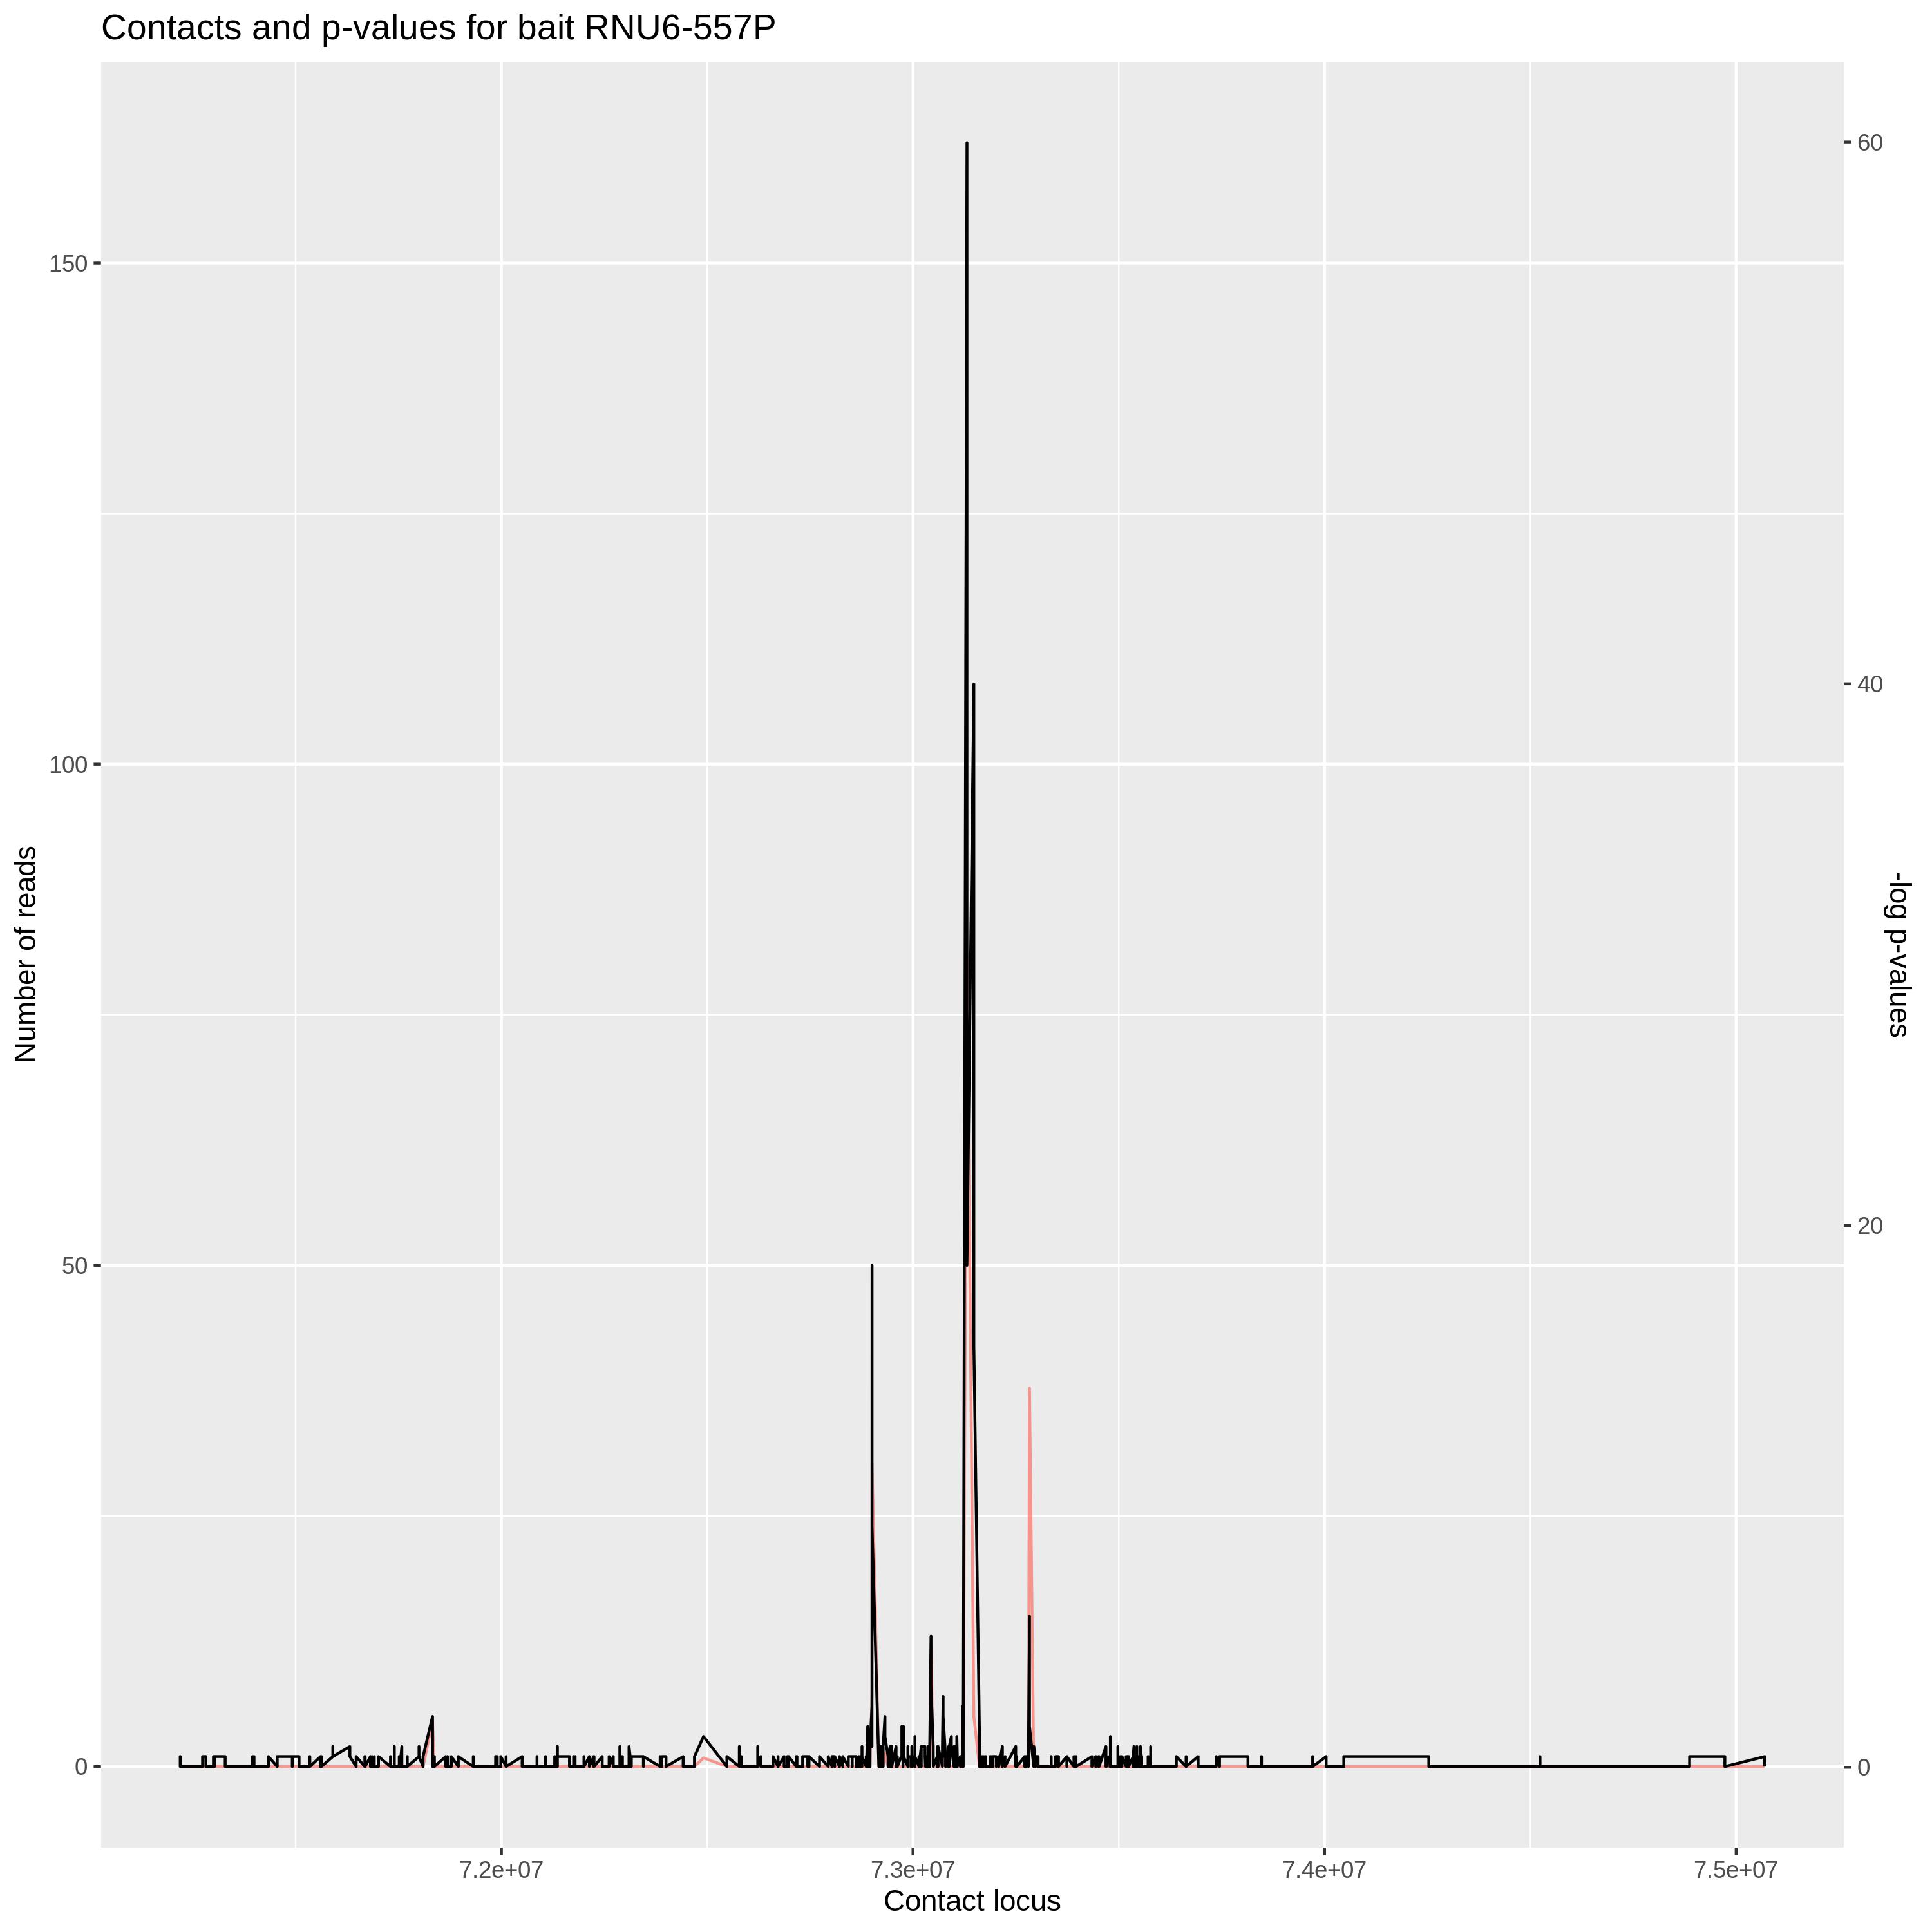 Contacts and p-values for bait RNU6-557P
150
100
50
0
60
40
20
0
Number of reads
-log p-values
7.2e+07
7.3e+07
7.4e+07
7.5e+07
Contact locus